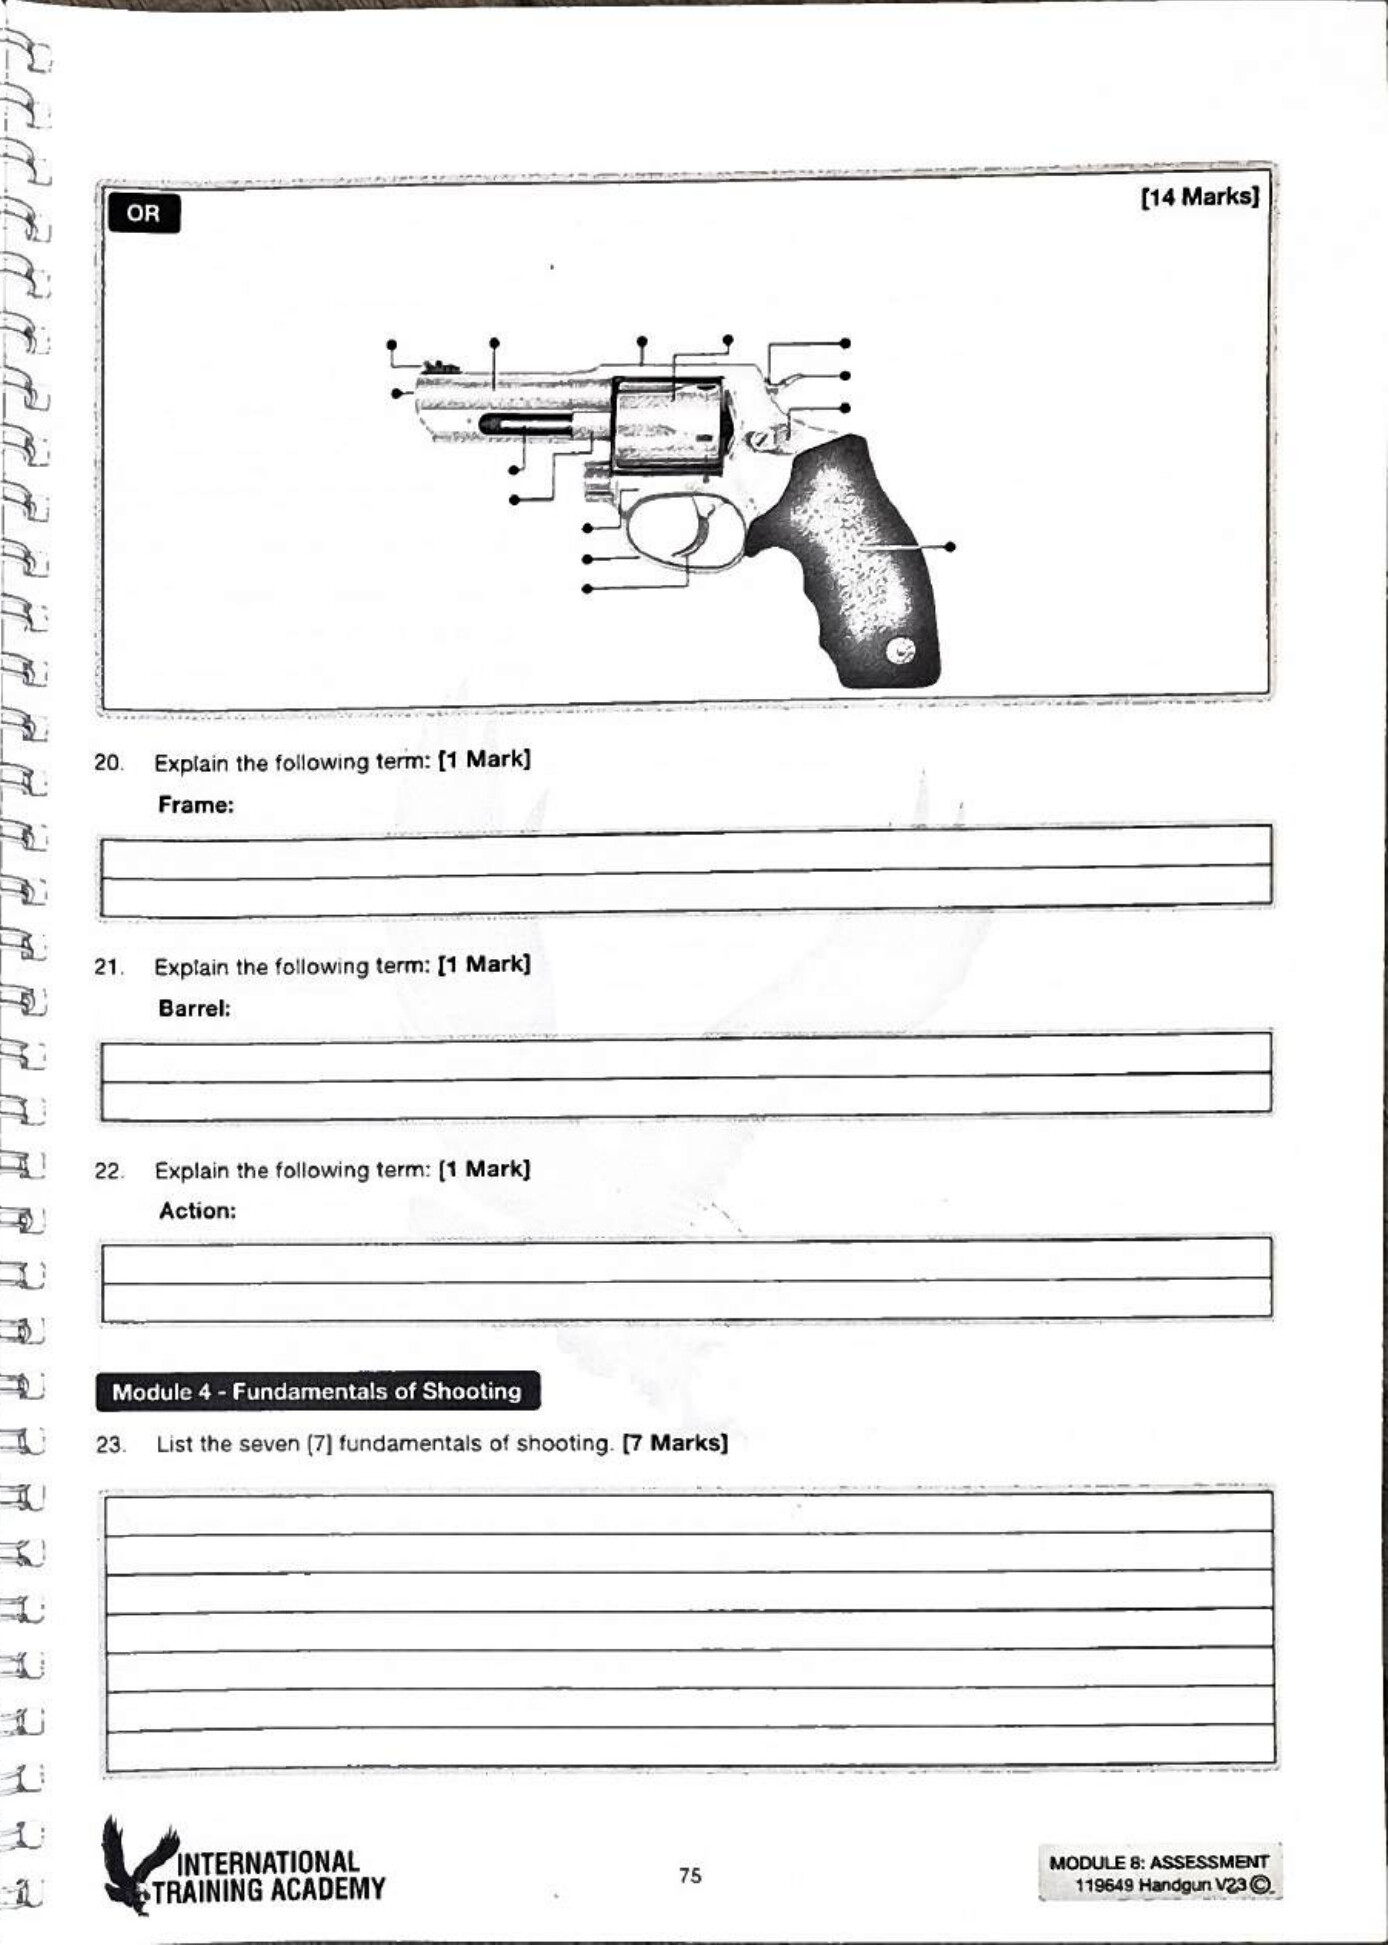 OR
[14 Marks]
20. Explain the following term: [1 Mark]
Frame:
21. Explain the following term: [1 Mark]
Barrel:
22. Explain the following term: [1 Mark]
Action:
Module 4 - Fundamentals of Shooting
23. List the seven [7] fundamentals of shooting. [7 Marks]
INTERNATIONAL
TRAINING ACADEMY
75
MODULE 8: ASSESSMENT
119649 Handgun V23 ©